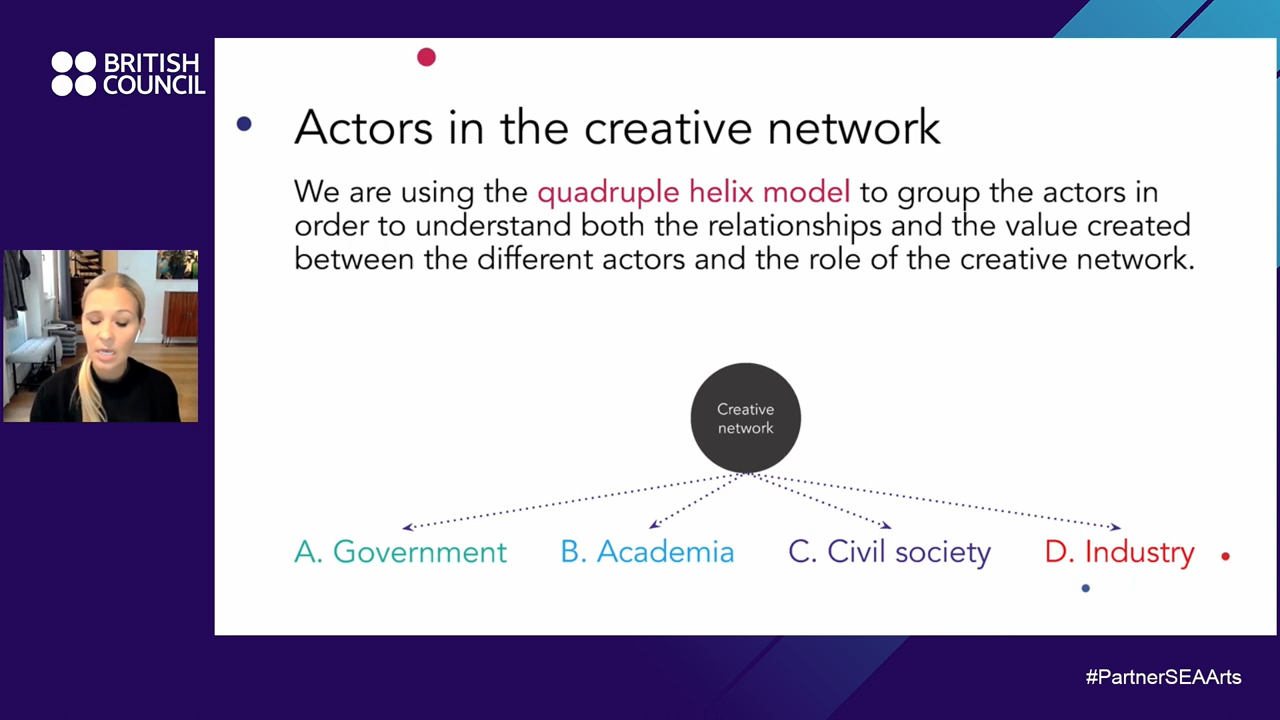 BRITISH
COUNCIL
Actors in the creative network
We are using the quadruple helix model to group the actors in
order to understand both the relationships and the value created
between the different actors and the role of the creative network.
Creative
network
A. Government B. Academia C. Civil society D. Industry
#PartnerSEAArts